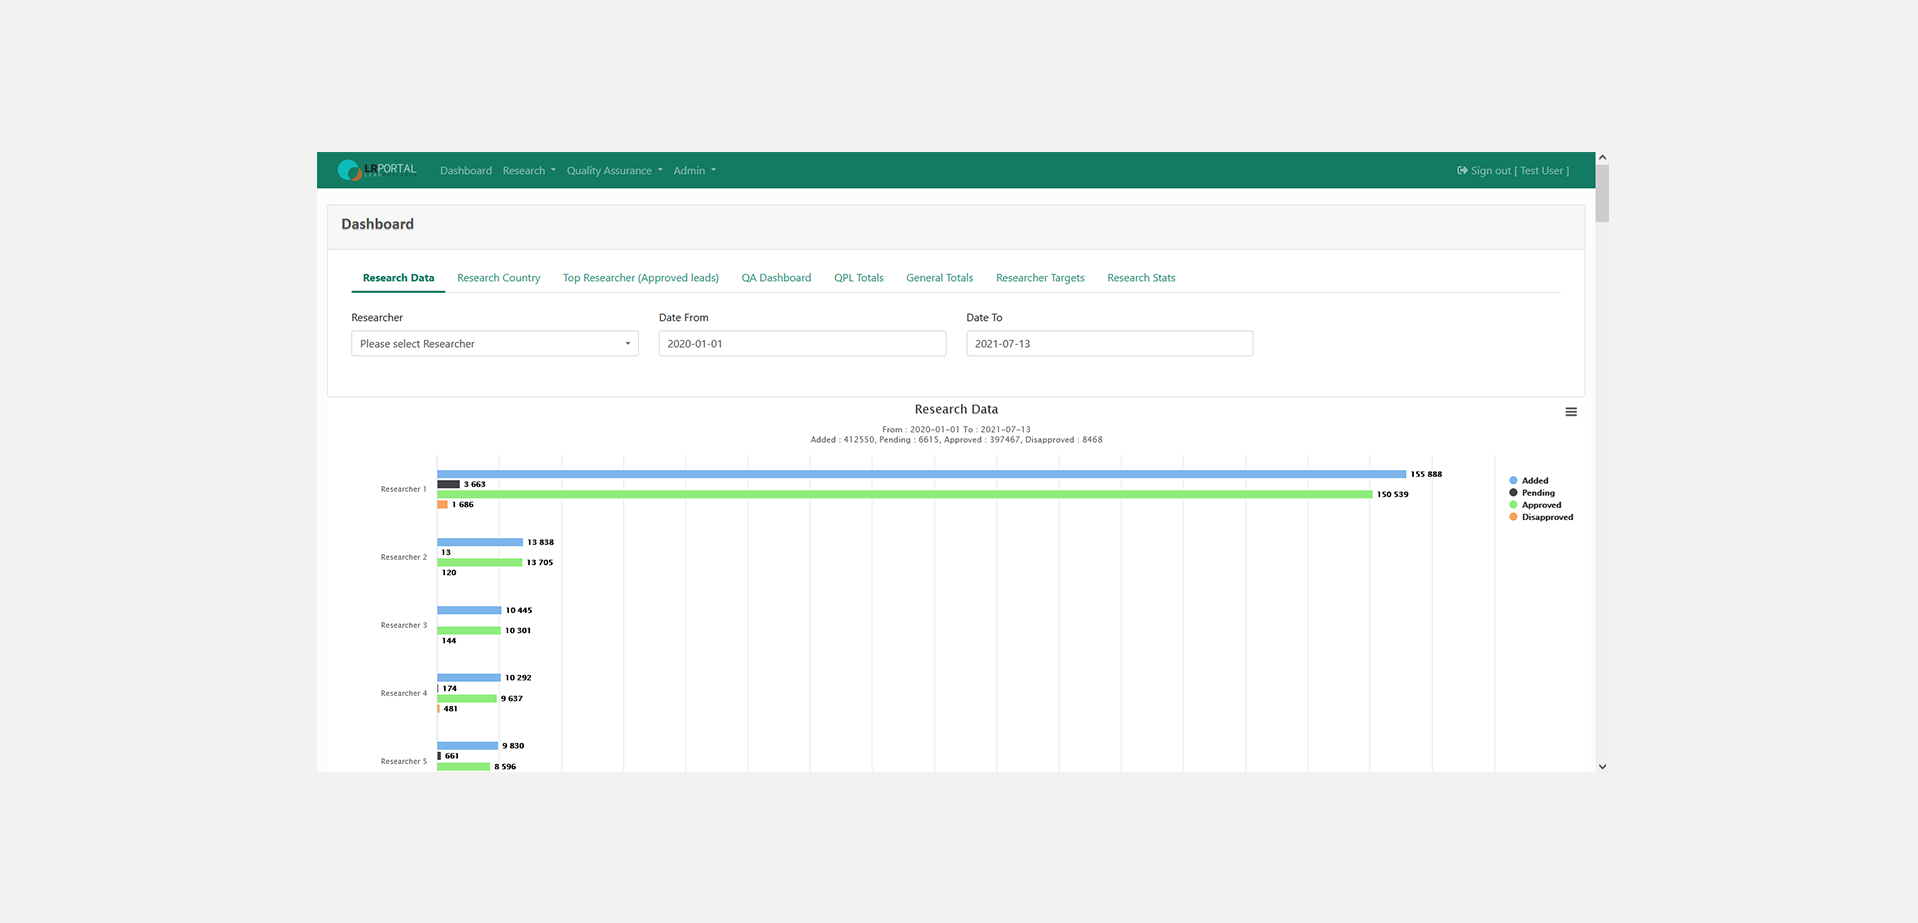 LRPORTAL
Dashboard Research Quality Assurance Admin Sign out [ Test User ]
Dashboard
Research Data Research Country Top Researcher (Approved leads) QA Dashboard QPL Totals General Totals Researcher Targets Research Stats
Researcher Date From Date To
Please select Researcher 2020-01-01 2021-07-13
Research Data
From : 2020-01-01 To : 2021-07-13
Added : 412550, Pending : 6615, Approved : 397467, Disapproved : 8468
Researcher 1
155 888
3 663
150 539
1 686
Researcher 2
13 838
13
13 705
120
Researcher 3
10 445
10 301
144
Researcher 4
10 292
174
9 637
481
Researcher 5
9 830
661
8 596
Added
Pending
Approved
Disapproved